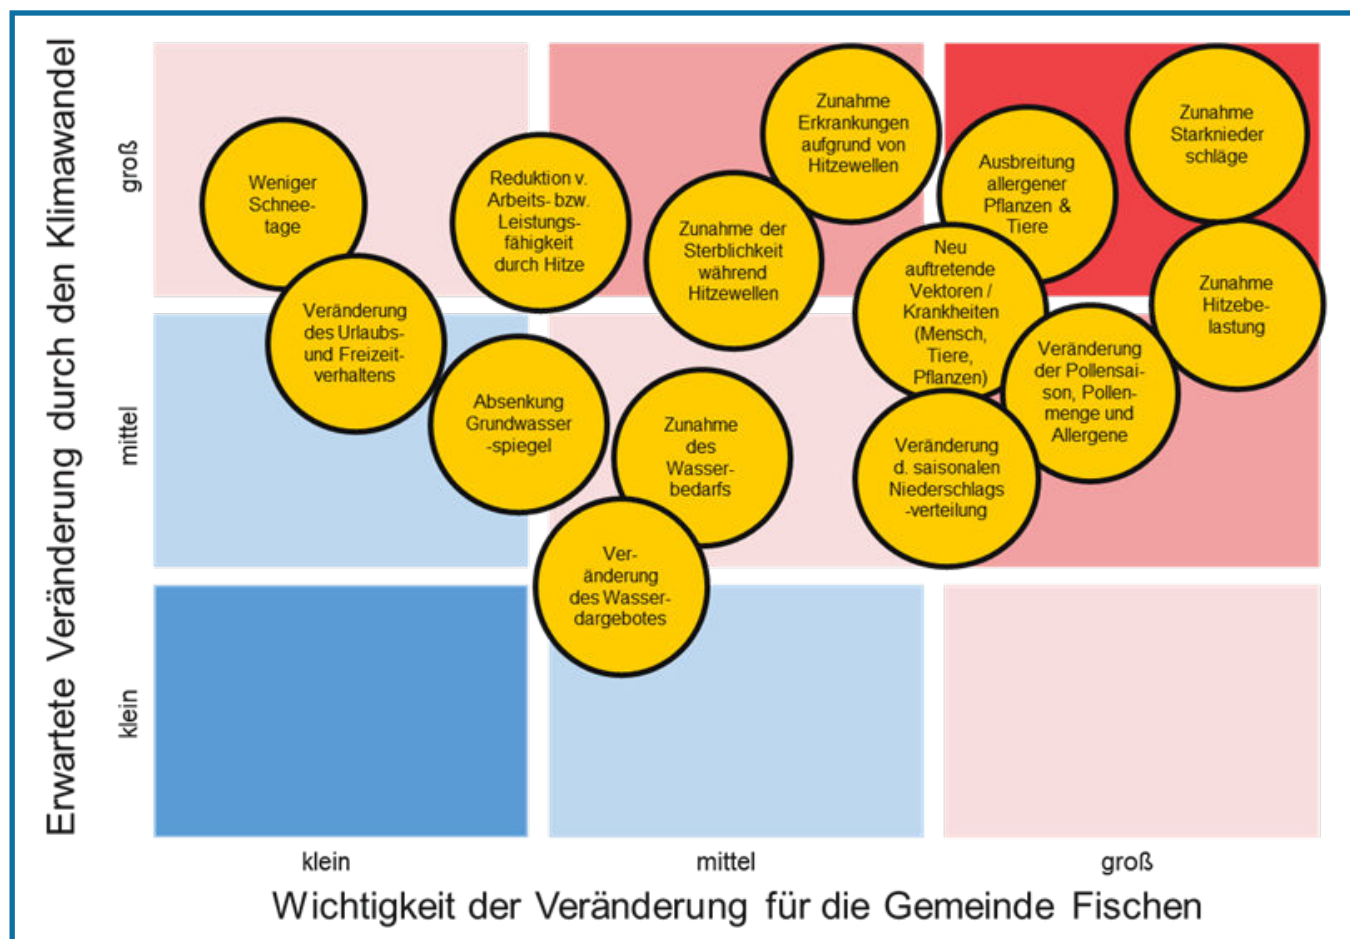 Erwartete Veränderung durch den Klimawandel
groß
mittel
klein
Weniger
Schnee-
tage
Reduktion v.
Arbeits- bzw.
Leistungs-
fähigkeit
durch Hitze
Zunahme der
Sterblichkeit
während
Hitzewellen
Zunahme
Erkrankungen
aufgrund von
Hitzewellen
Ausbreitung
allergener
Pflanzen &
Tiere
Zunahme
Starknieder
schläge
Veränderung
des Urlaubs-
und Freizeit-
verhaltens
Absenkung
Grundwasser
-spiegel
Zunahme
des
Wasser-
bedarfs
Neu
auftretende
Vektoren /
Krankheiten
(Mensch,
Tiere,
Pflanzen)
Veränderung
der Pollensai-
son, Pollen-
menge und
Allergene
Zunahme
Hitzebe-
lastung
Veränderung
d. saisonalen
Niederschlags
-verteilung
Ver-
änderung
des Wasser-
dargebotes
klein
mittel
groß
Wichtigkeit der Veränderung für die Gemeinde Fischen